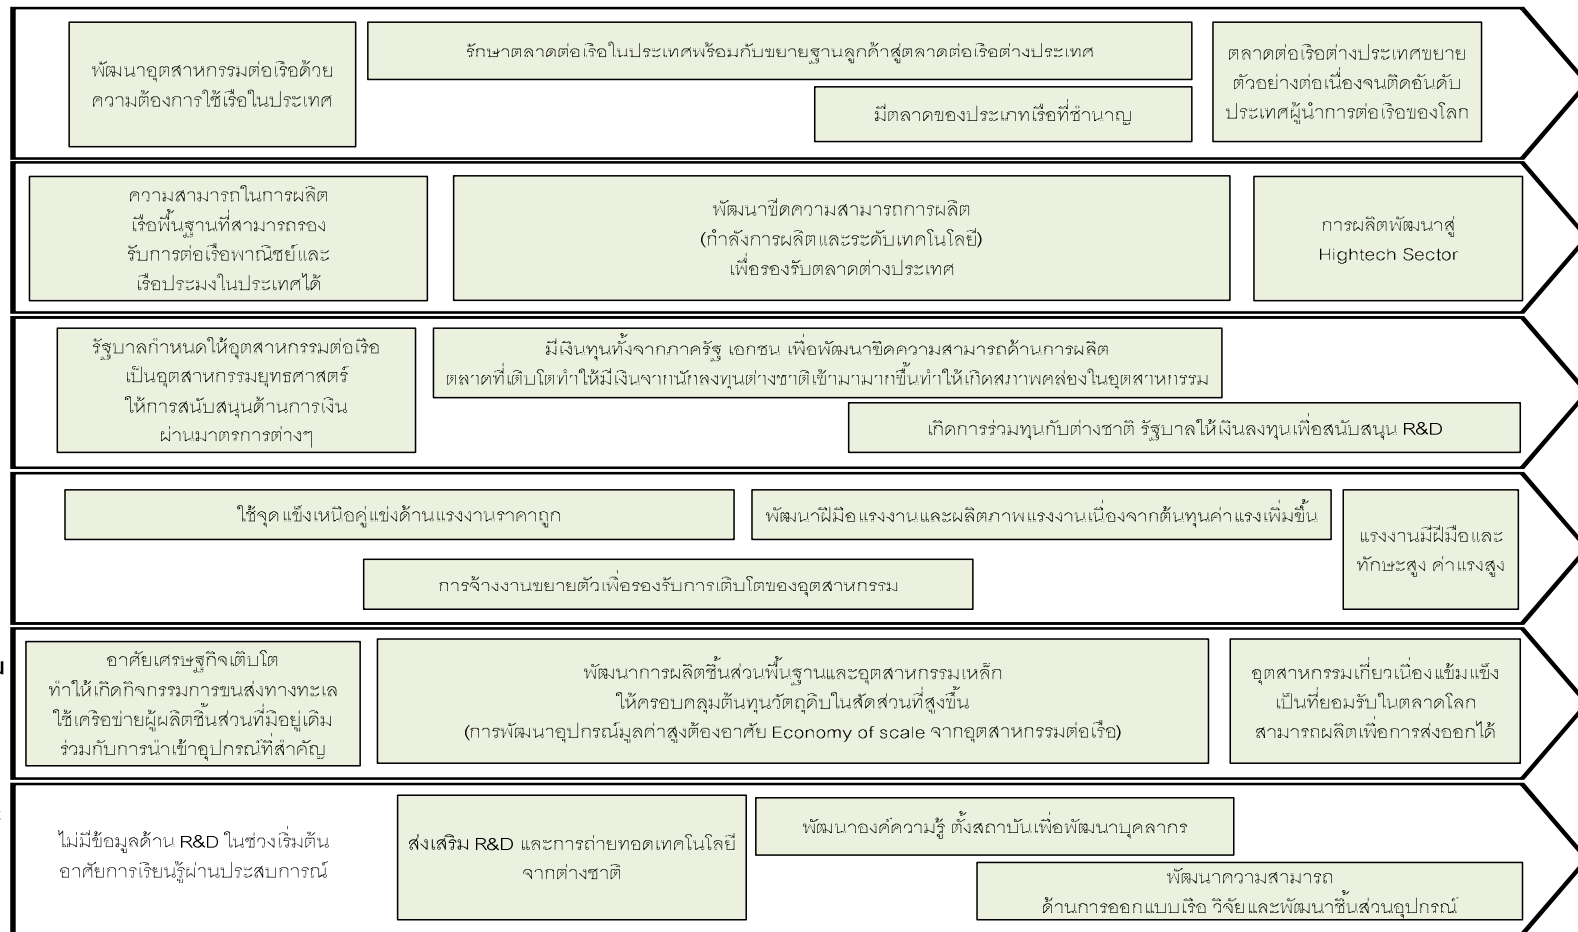 พัฒนาอุตสาหกรรมต่อเรือด้วย
ความต้องการใช้เรือในประเทศ
รักษาตลาดต่อเรือในประเทศพร้อมกับขยายฐานลูกค้าสู่ตลาดต่อเรือต่างประเทศ
มีตลาดของประเภทเรือที่ชำนาญ
ตลาดต่อเรือต่างประเทศขยาย
ตัวอย่างต่อเนื่องจนติดอันดับ
ประเทศผู้นำการต่อเรือของโลก
ความสามารถในการผลิต
เรือพื้นฐานที่สามารถรอง
รับการต่อเรือพาณิชย์และ
เรือประมงในประเทศได้
พัฒนาขีดความสามารถการผลิต
(กำลังการผลิตและระดับเทคโนโลยี)
เพื่อรองรับตลาดต่างประเทศ
การผลิตพัฒนาสู่
Hightech Sector
รัฐบาลกำหนดให้อุตสาหกรรมต่อเรือ
เป็นอุตสาหกรรมยุทธศาสตร์
ให้การสนับสนุนด้านการเงิน
ผ่านมาตรการต่างๆ
มีเงินทุนทั้งจากภาครัฐ เอกชน เพื่อพัฒนาขีดความสามารถด้านการผลิต
ตลาดที่เติบโตทำให้มีเงินจากนักลงทุนต่างชาติเข้ามามากขึ้นทำให้เกิดสภาพคล่องในอุตสาหกรรม
เกิดการร่วมทุนกับต่างชาติ รัฐบาลให้เงินลงทุนเพื่อสนับสนุน R&D
ใช้จุดแข็งเหนือคู่แข่งด้านแรงงานราคาถูก
พัฒนาฝีมือแรงงานและผลิตภาพแรงงานเนื่องจากต้นทุนค่าแรงเพิ่มขึ้น
แรงงานมีฝีมือและ
ทักษะสูง ค่าแรงสูง
การจ้างงานขยายตัวเพื่อรองรับการเติบโตของอุตสาหกรรม
อาศัยเศรษฐกิจเติบโต
ทำให้เกิดกิจกรรมการขนส่งทางทะเล
ใช้เครือข่ายผู้ผลิตชิ้นส่วนที่มีอยู่เดิม
ร่วมกับการนำเข้าอุปกรณ์ที่สำคัญ
พัฒนาการผลิตชิ้นส่วนพื้นฐานและอุตสาหกรรมเหล็ก
ให้ครอบคลุมต้นทุนวัตถุดิบในสัดส่วนที่สูงขึ้น
(การพัฒนาอุปกรณ์มูลค่าสูงต้องอาศัย Economy of scale จากอุตสาหกรรมต่อเรือ)
อุตสาหกรรมเกี่ยวเนื่องแข้มแข็ง
เป็นที่ยอมรับในตลาดโลก
สามารถผลิตเพื่อการส่งออกได้
ไม่มีข้อมูลด้าน R&D ในช่วงเริ่มต้น
อาศัยการเรียนรู้ผ่านประสบการณ์
ส่งเสริม R&D และการถ่ายทอดเทคโนโลยี
จากต่างชาติ
พัฒนาองค์ความรู้ ตั้งสถาบันเพื่อพัฒนาบุคลากร
พัฒนาความสามารถ
ด้านการออกแบบเรือ วิจัยและพัฒนาชิ้นส่วนอุปกรณ์